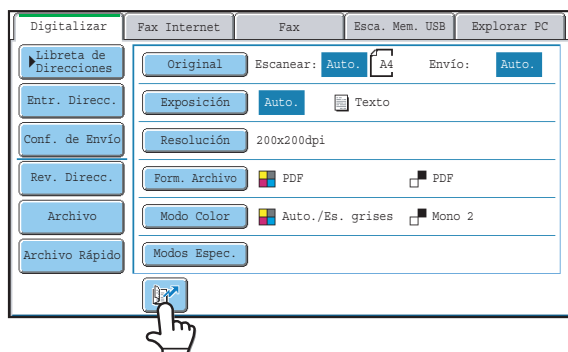 Digitalizar Fax Internet Fax Esca. Mem. USB Explorar PC
Libreta de
Direcciones
Original Escanear: Auto. A4 Envío: Auto.
Entr. Direcc.
Exposición Auto. Texto
Conf. de Envío
Resolución 200x200dpi
Rev. Direcc.
Form. Archivo PDF PDF
Archivo
Modo Color Auto./Es. grises Mono 2
Archivo Rápido
Modos Espec.